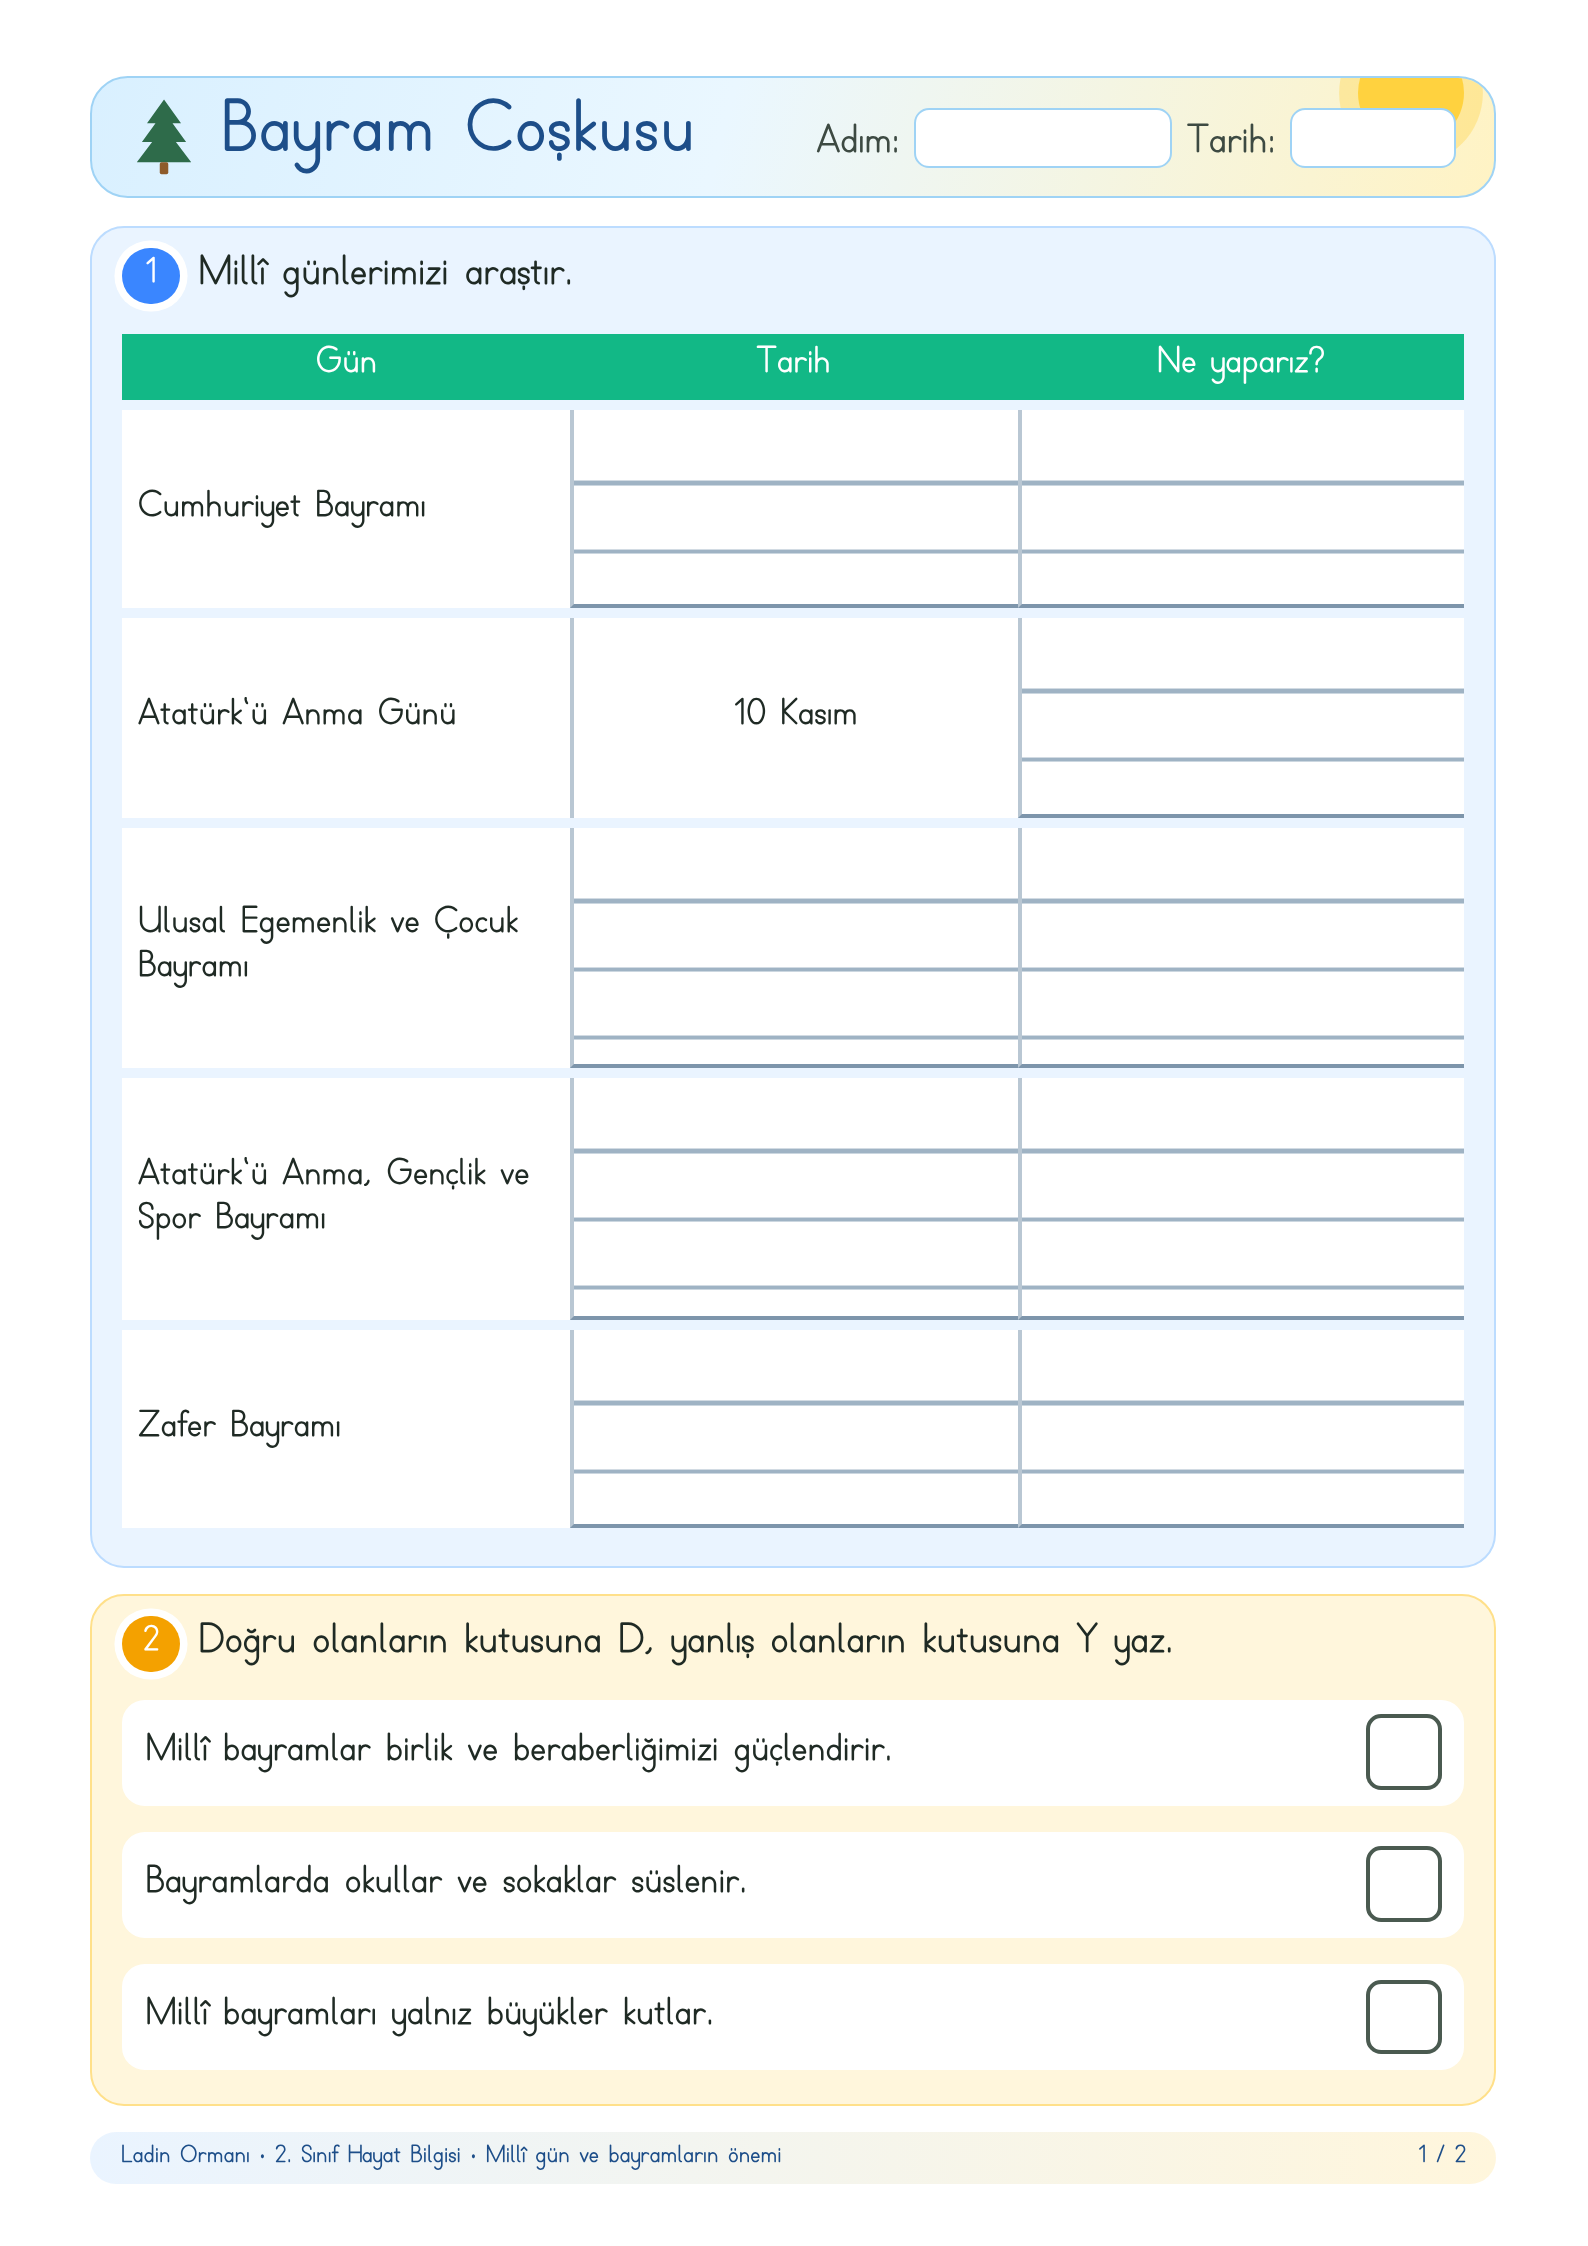 Bayram Coşkusu Adım: Tarih:
1 Millî günlerimizi araştır.
Gün Tarih Ne yaparız?
Cumhuriyet Bayramı
Atatürk'ü Anma Günü 10 Kasım
Ulusal Egemenlik ve Çocuk
Bayramı
Atatürk'ü Anma, Gençlik ve
Spor Bayramı
Zafer Bayramı
2 Doğru olanların kutusuna D, yanlış olanların kutusuna Y yaz.
Millî bayramlar birlik ve beraberliğimizi güçlendirir.
Bayramlarda okullar ve sokaklar süslenir.
Millî bayramları yalnız büyükler kutlar.
Ladin Ormanı • 2. Sınıf Hayat Bilgisi • Millî gün ve bayramların önemi 1 / 2